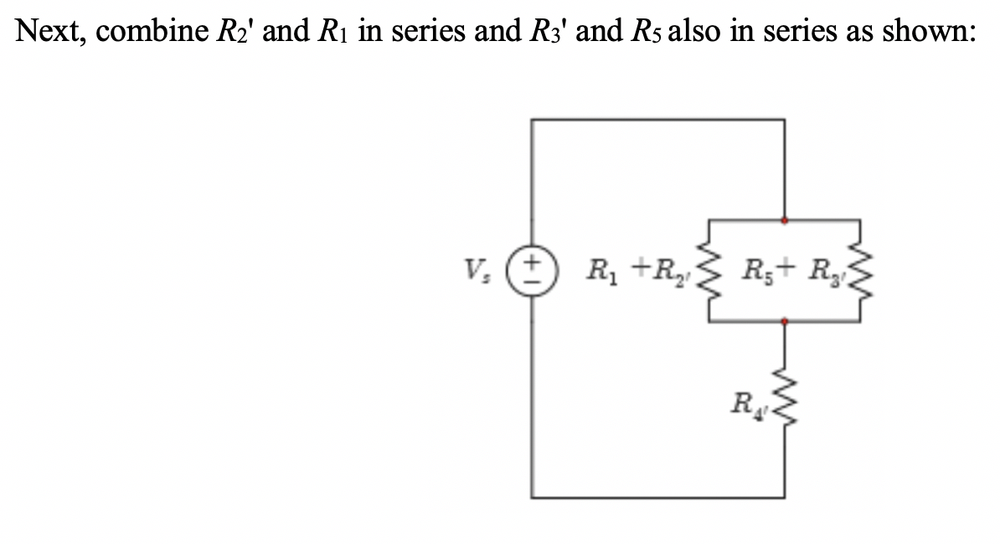 Next, combine R₂' and R₁ in series and R₃' and R₅ also in series as shown:
Vₛ + − R₁ +R₂' R₅+ R₃'
R₄'